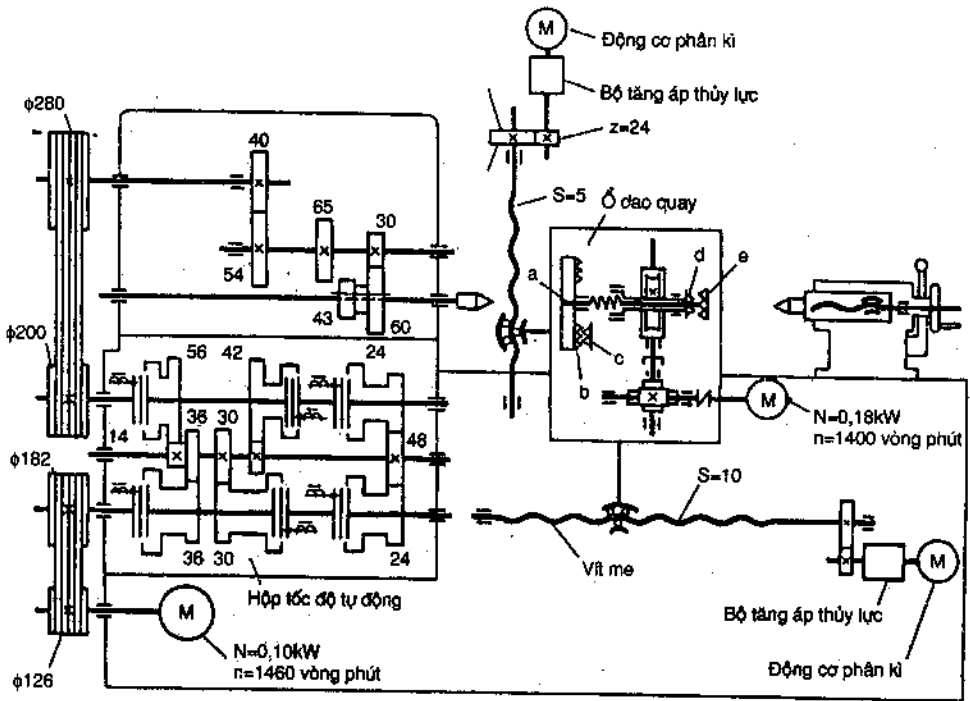 M
Động cơ phân kì
Bộ tăng áp thủy lực
z=24
φ280
40
65
30
54
43
60
S=5
Ổ dao quay
a
d
e
b
c
φ200
56
42
24
14
36
30
48
φ182
36
30
24
Hộp tốc độ tự động
M
N=0,18kW
n=1400 vòng phút
S=10
Vít me
M
N=0,10kW
n=1460 vòng phút
φ126
Bộ tăng áp thủy lực
M
Động cơ phân kì